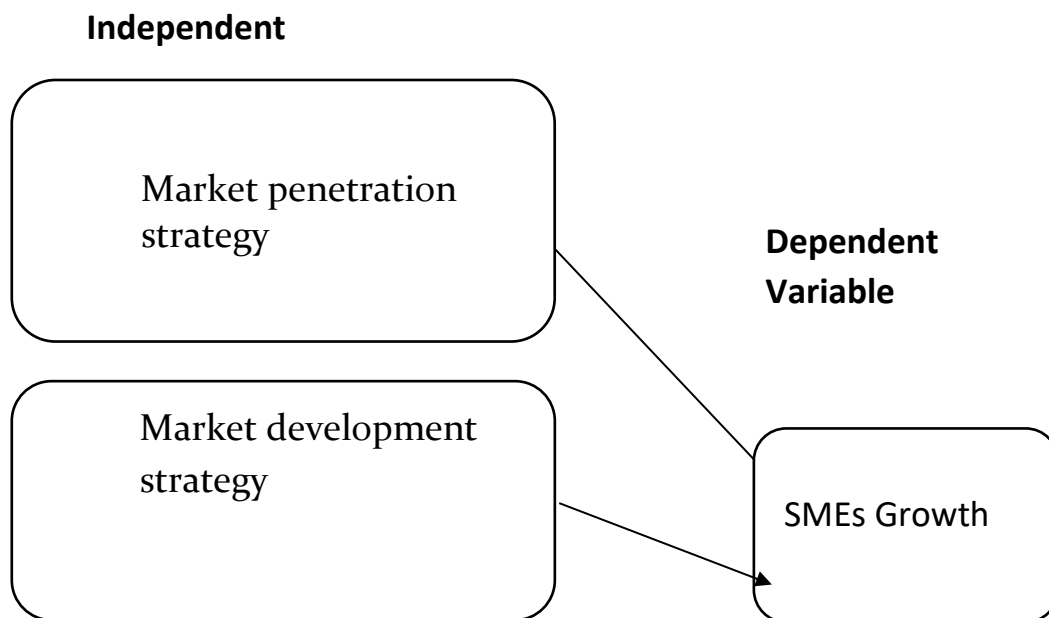 Independent
Market penetration
strategy
Dependent
Variable
Market development
strategy
SMEs Growth